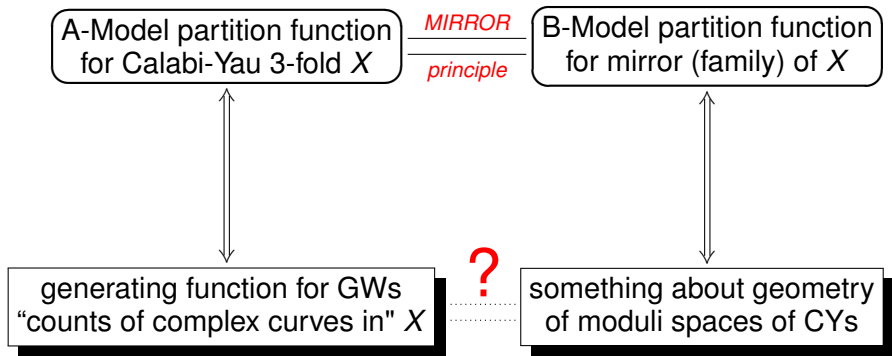 A-Model partition function
for Calabi-Yau 3-fold X
MIRROR
principle
B-Model partition function
for mirror (family) of X
generating function for GWs
“counts of complex curves in" X
?
something about geometry
of moduli spaces of CYs